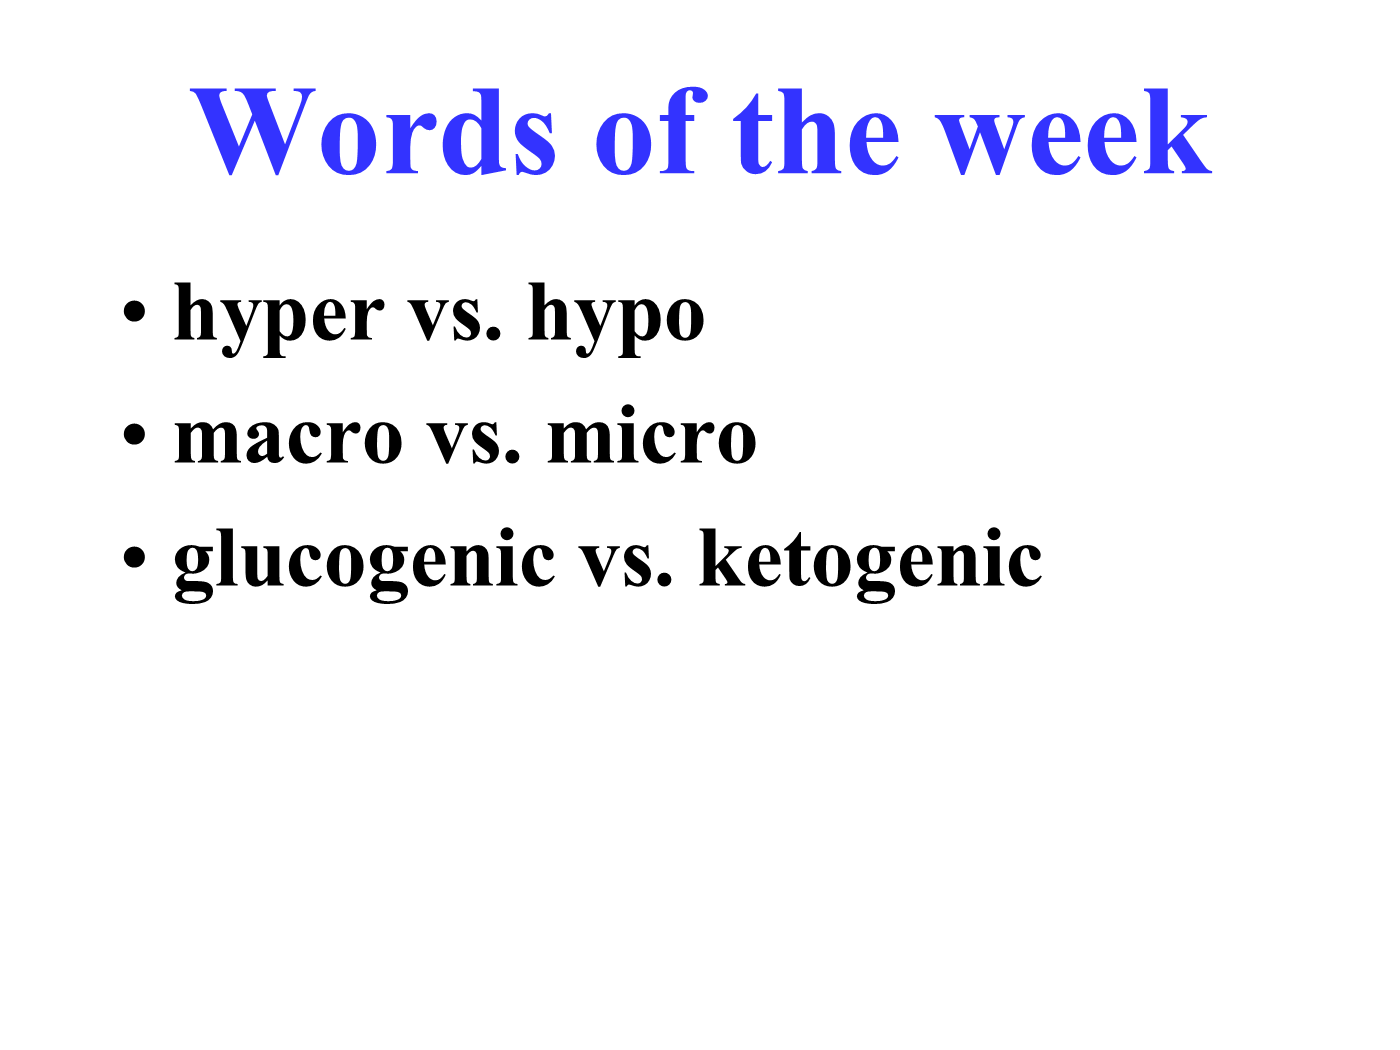 Words of the week
• hyper vs. hypo
• macro vs. micro
• glucogenic vs. ketogenic